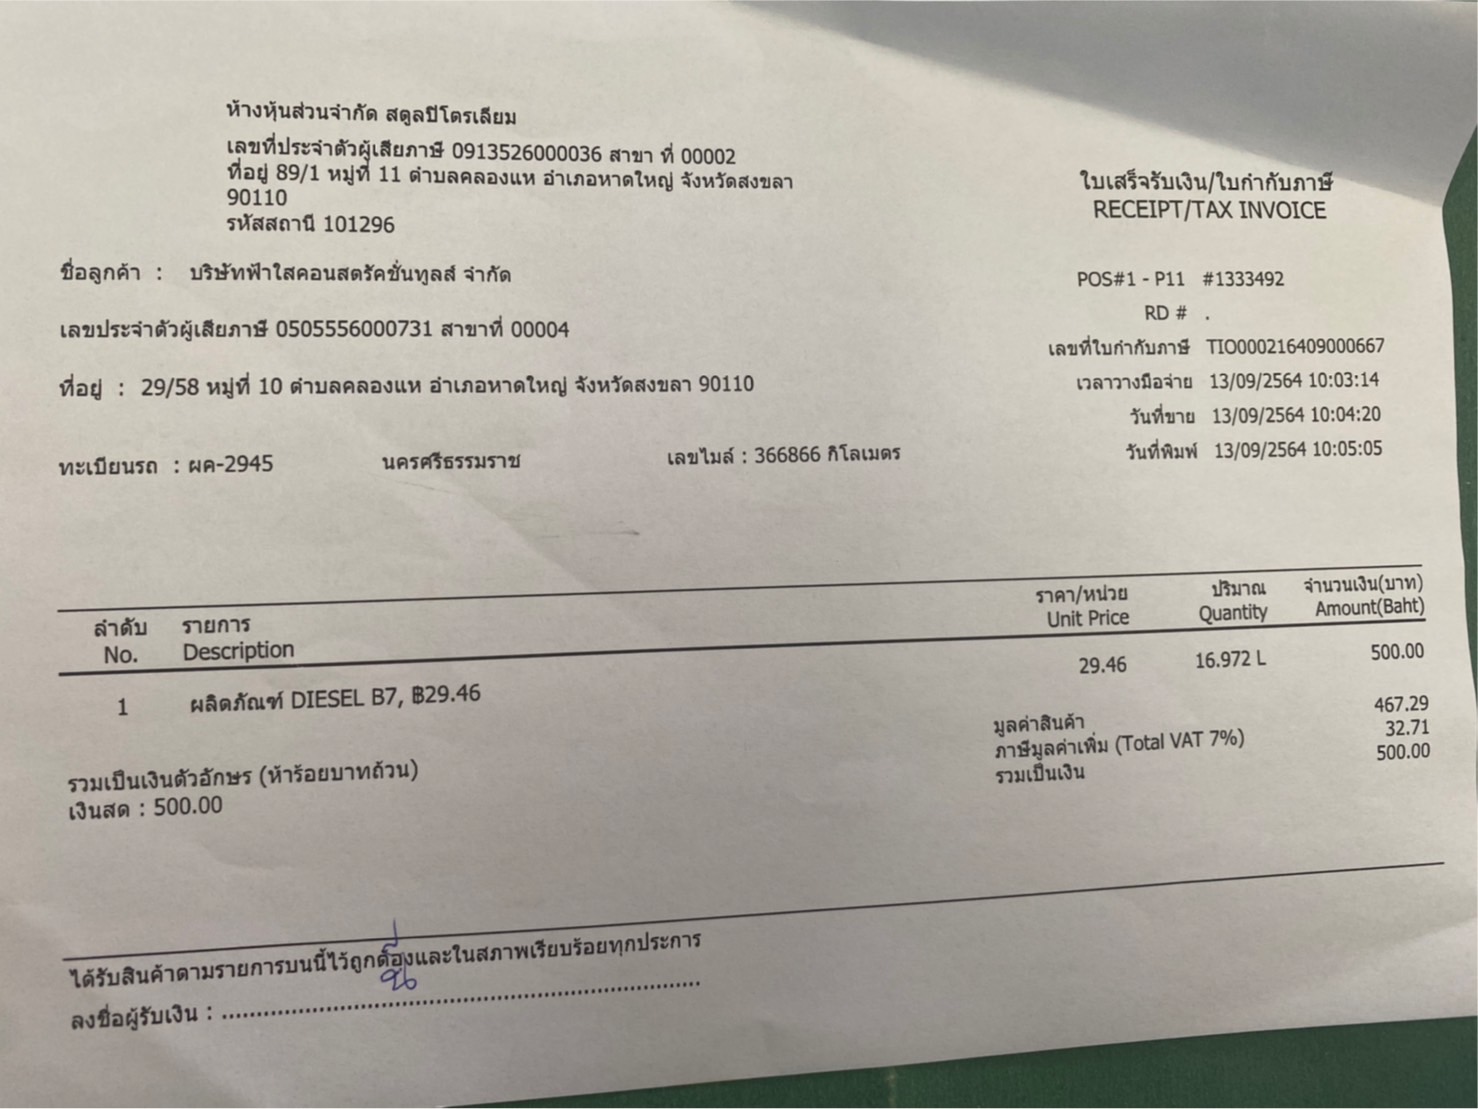 ห้างหุ้นส่วนจำกัด สตูลปิโตรเลียม
เลขที่ประจำตัวผู้เสียภาษี 0913526000036 สาขา ที่ 00002
ที่อยู่ 89/1 หมู่ที่ 11 ตำบลคลองแห อำเภอหาดใหญ่ จังหวัดสงขลา
90110
รหัสสถานี 101296
ใบเสร็จรับเงิน/ใบกำกับภาษี
RECEIPT/TAX INVOICE
ชื่อลูกค้า : บริษัทฟ้าใสคอนสตรัคชั่นทูลส์ จำกัด
POS#1 - P11 #1333492
RD # .
เลขประจำตัวผู้เสียภาษี 0505556000731 สาขาที่ 00004
เลขที่ใบกำกับภาษี TIO000216409000667
เวลาวางมือจ่าย 13/09/2564 10:03:14
ที่อยู่ : 29/58 หมู่ที่ 10 ตำบลคลองแห อำเภอหาดใหญ่ จังหวัดสงขลา 90110
วันที่ขาย 13/09/2564 10:04:20
วันที่พิมพ์ 13/09/2564 10:05:05
ทะเบียนรถ : ผค-2945 นครศรีธรรมราช เลขไมล์ : 366866 กิโลเมตร
ลำดับ รายการ ราคา/หน่วย ปริมาณ จำนวนเงิน(บาท)
No. Description Unit Price Quantity Amount(Baht)
1 ผลิตภัณฑ์ DIESEL B7, ฿29.46 29.46 16.972 L 500.00
มูลค่าสินค้า 467.29
ภาษีมูลค่าเพิ่ม (Total VAT 7%) 32.71
รวมเป็นเงิน 500.00
รวมเป็นเงินตัวอักษร (ห้าร้อยบาทถ้วน)
เงินสด : 500.00
ได้รับสินค้าตามรายการบนนี้ไว้ถูกต้องและในสภาพเรียบร้อยทุกประการ
ลงชื่อผู้รับเงิน : ......................................................................